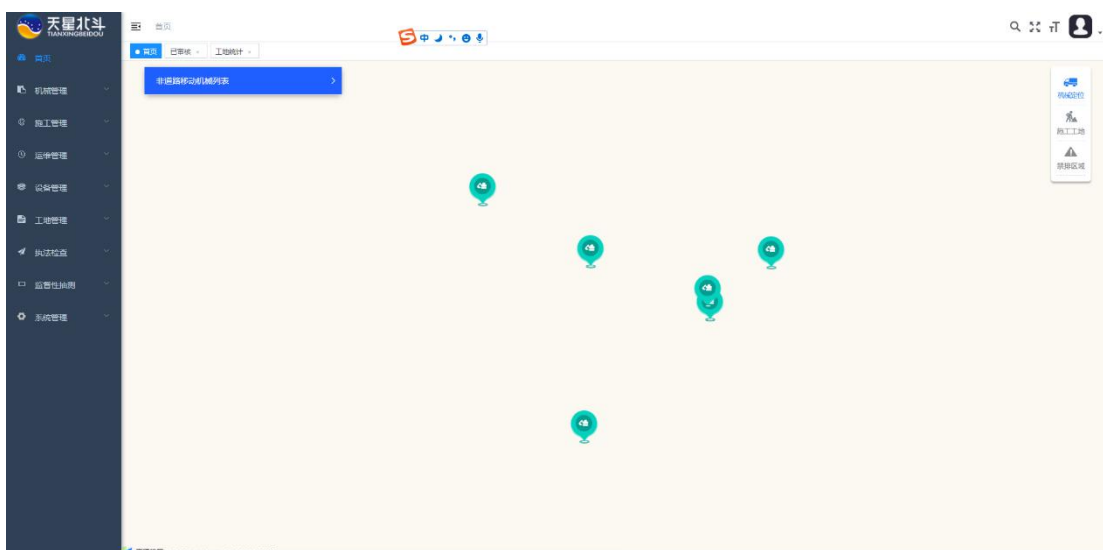 天星北斗
TIANXINGBEIDOU
首页
机械管理
施工管理
运维管理
设备管理
工地管理
执法检查
监督性抽测
系统管理
首页
中
首页
已审核
工地统计
非道路移动机械列表
机械定位
施工工地
禁排区域